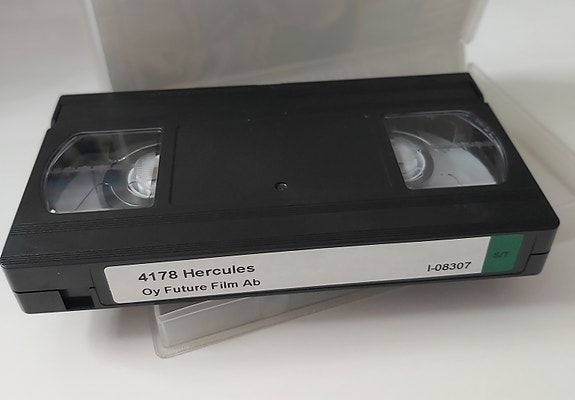 4178 Hercules
Oy Future Film Ab
I-08307
S/T